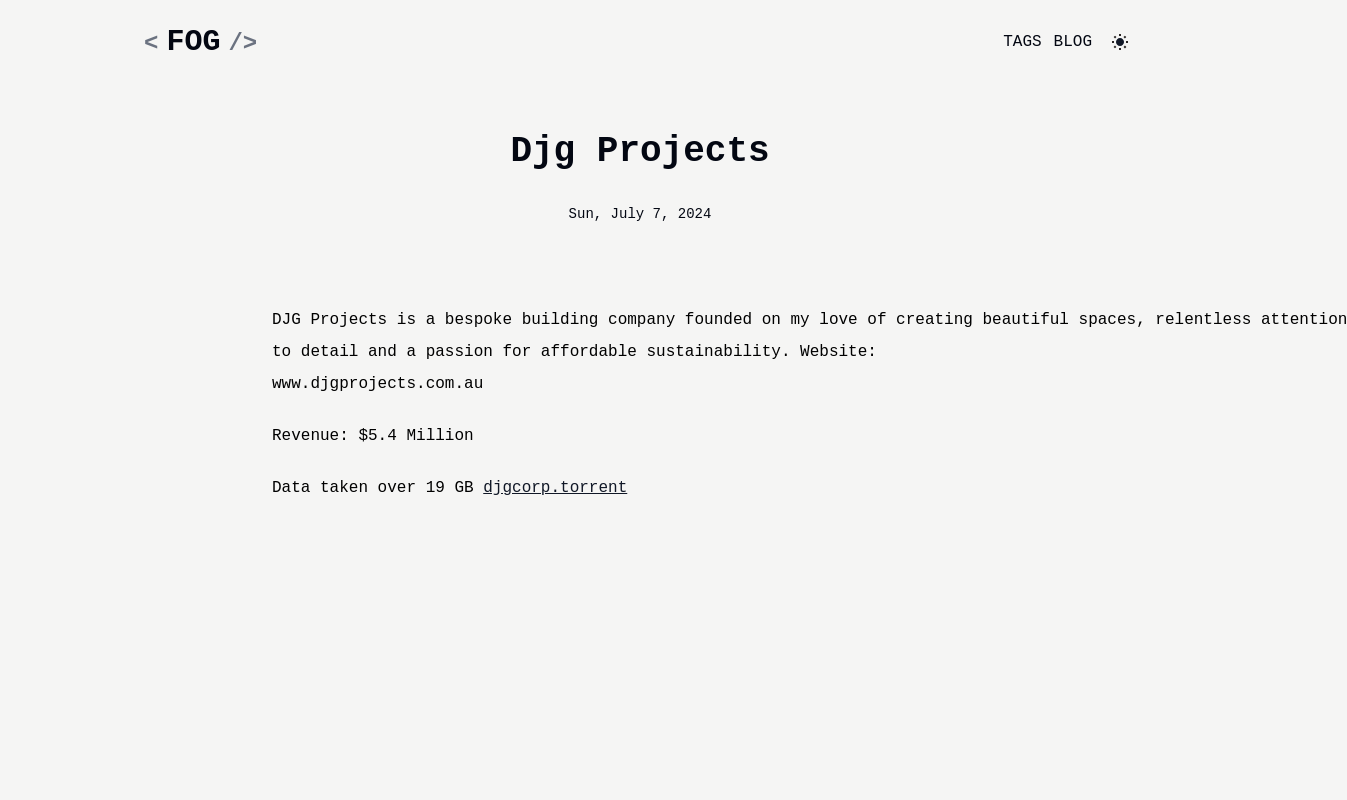 < FOG />
TAGS BLOG
Djg Projects
Sun, July 7, 2024
DJG Projects is a bespoke building company founded on my love of creating beautiful spaces, relentless attention
to detail and a passion for affordable sustainability. Website:
www.djgprojects.com.au
Revenue: $5.4 Million
Data taken over 19 GB djgcorp.torrent